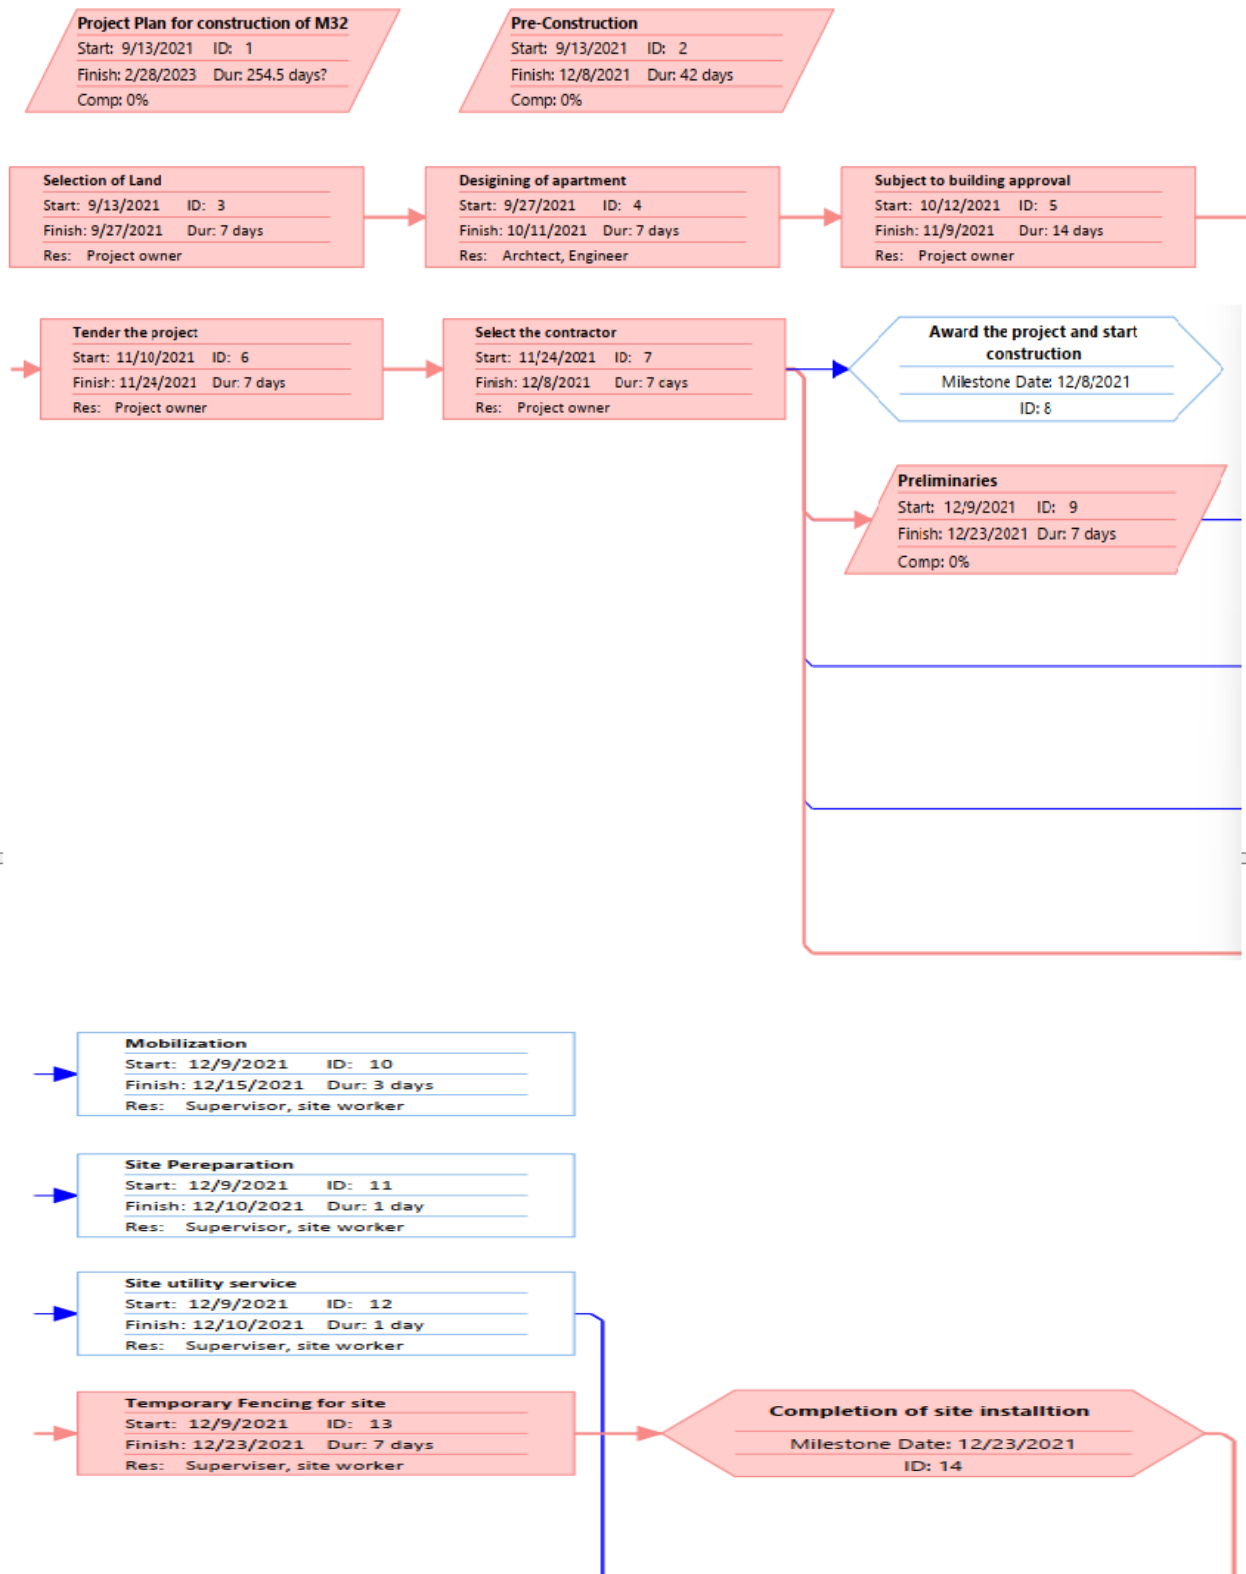 Project Plan for construction of M32
Start: 9/13/2021 ID: 1
Finish: 2/28/2023 Dur: 254.5 days?
Comp: 0%
Pre-Construction
Start: 9/13/2021 ID: 2
Finish: 12/8/2021 Dur: 42 days
Comp: 0%
Selection of Land
Start: 9/13/2021 ID: 3
Finish: 9/27/2021 Dur: 7 days
Res: Project owner
Desigining of apartment
Start: 9/27/2021 ID: 4
Finish: 10/11/2021 Dur: 7 days
Res: Archtect, Engineer
Subject to building approval
Start: 10/12/2021 ID: 5
Finish: 11/9/2021 Dur: 14 days
Res: Project owner
Tender the project
Start: 11/10/2021 ID: 6
Finish: 11/24/2021 Dur: 7 days
Res: Project owner
Select the contractor
Start: 11/24/2021 ID: 7
Finish: 12/8/2021 Dur: 7 cays
Res: Project owner
Award the project and start
construction
Milestone Date: 12/8/2021
ID: 8
Preliminaries
Start: 12/9/2021 ID: 9
Finish: 12/23/2021 Dur: 7 days
Comp: 0%
Mobilization
Start: 12/9/2021 ID: 10
Finish: 12/15/2021 Dur: 3 days
Res: Supervisor, site worker
Site Pereparation
Start: 12/9/2021 ID: 11
Finish: 12/10/2021 Dur: 1 day
Res: Supervisor, site worker
Site utility service
Start: 12/9/2021 ID: 12
Finish: 12/10/2021 Dur: 1 day
Res: Superviser, site worker
Temporary Fencing for site
Start: 12/9/2021 ID: 13
Finish: 12/23/2021 Dur: 7 days
Res: Superviser, site worker
Completion of site installtion
Milestone Date: 12/23/2021
ID: 14